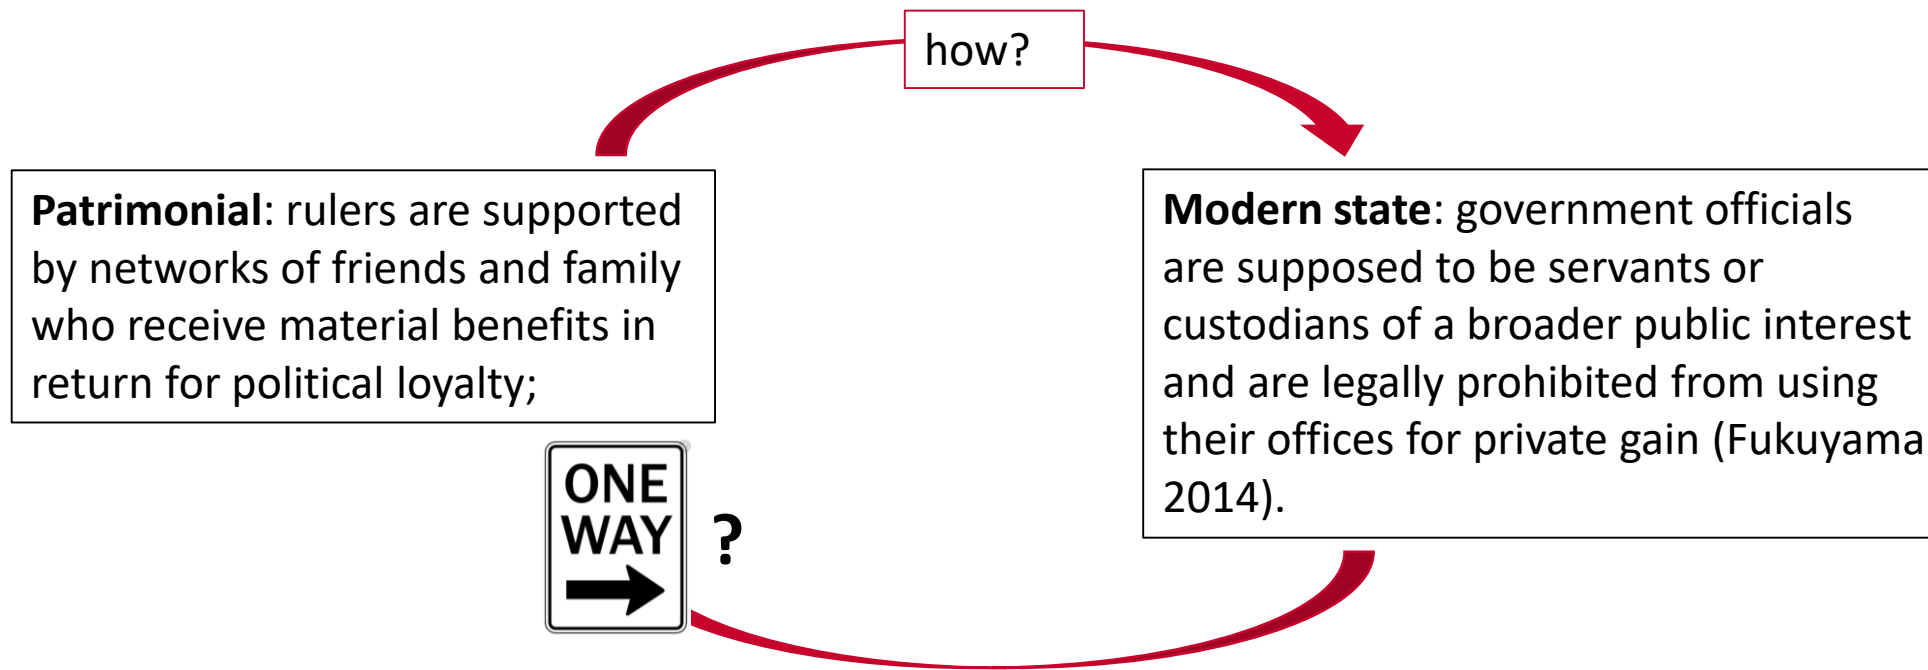 how?
Patrimonial: rulers are supported
by networks of friends and family
who receive material benefits in
return for political loyalty;
Modern state: government officials
are supposed to be servants or
custodians of a broader public interest
and are legally prohibited from using
their offices for private gain (Fukuyama
2014).
ONE
WAY
?